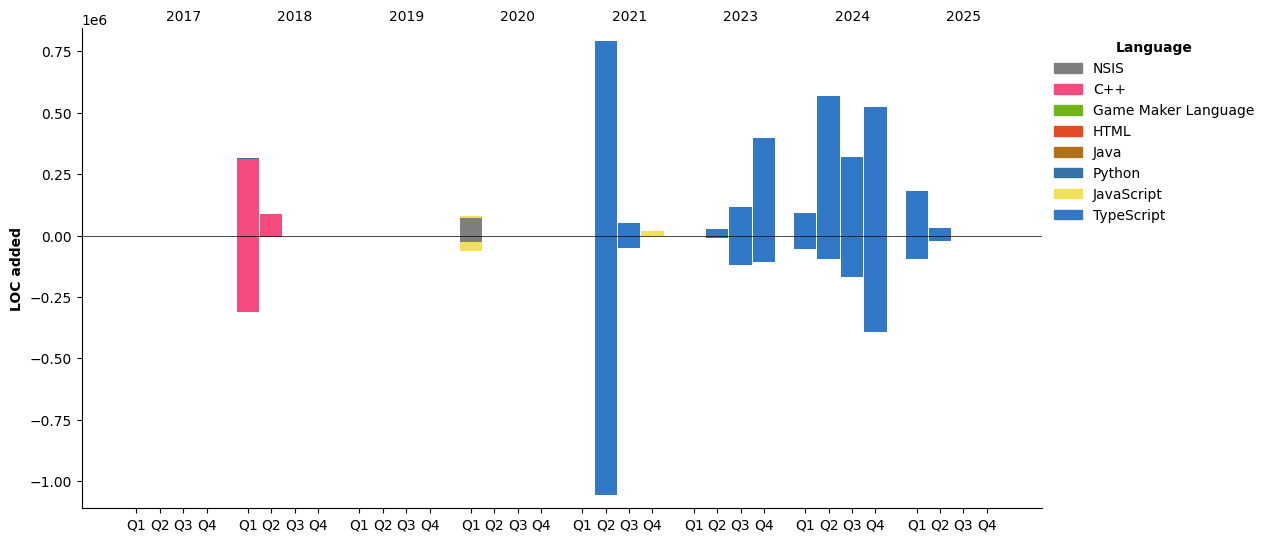 1e6
2017 2018 2019 2020 2021 2023 2024 2025
0.75
0.50
0.25
0.00
−0.25
−0.50
−0.75
−1.00
LOC added
Q1 Q2 Q3 Q4 Q1 Q2 Q3 Q4 Q1 Q2 Q3 Q4 Q1 Q2 Q3 Q4 Q1 Q2 Q3 Q4 Q1 Q2 Q3 Q4 Q1 Q2 Q3 Q4 Q1 Q2 Q3 Q4
Language
NSIS
C++
Game Maker Language
HTML
Java
Python
JavaScript
TypeScript